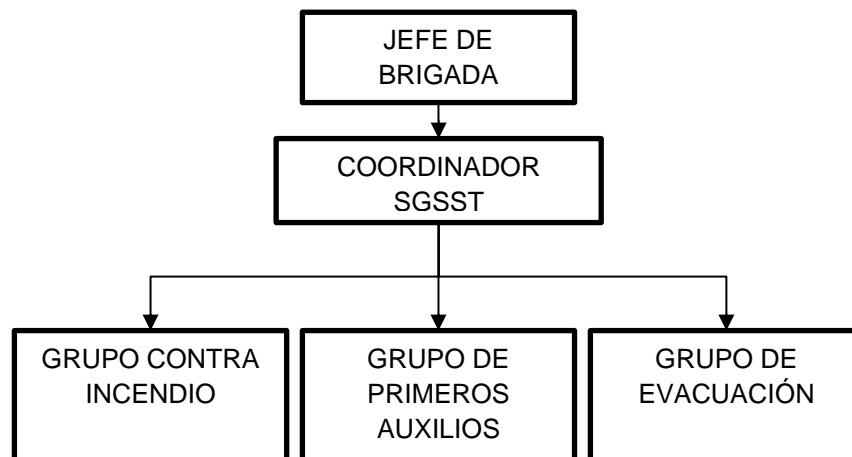 JEFE DE
BRIGADA
COORDINADOR
SGSST
GRUPO CONTRA
INCENDIO
GRUPO DE
PRIMEROS
AUXILIOS
GRUPO DE
EVACUACIÓN